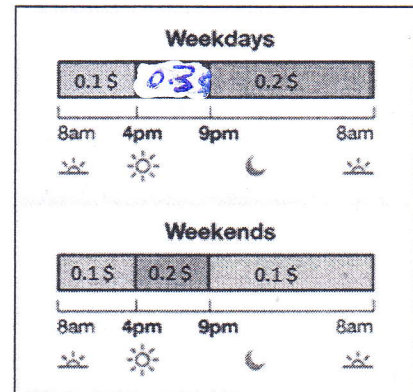 Weekdays
0.1 $ 0.3$ 0.2 $
8am 4pm 9pm 8am
Weekends
0.1 $ 0.2 $ 0.1 $
8am 4pm 9pm 8am